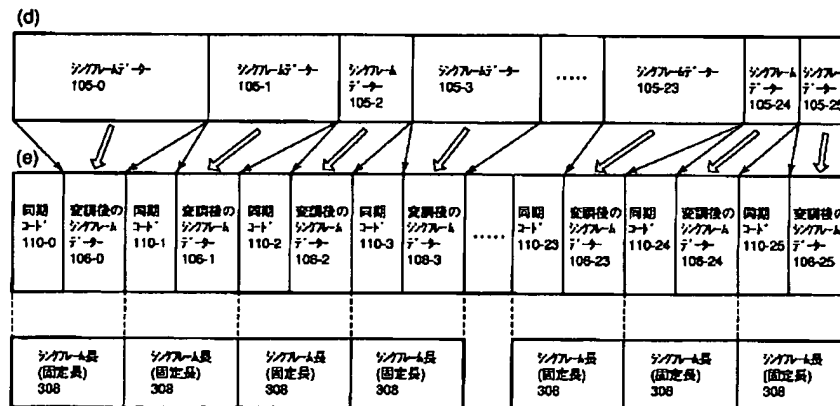 (d)
シンクフレームデーター
105-0
シンクフレームデーター
105-1
シンクフレーム
データー
105-2
シンクフレームデーター
105-3
.....
シンクフレームデーター
105-23
シンクフレーム
データー
105-24
シンクフレーム
データー
105-25
(e)
同期
コード
110-0
変調後の
シンクフレーム
データー
106-0
同期
コード
110-1
変調後の
シンクフレーム
データー
106-1
同期
コード
110-2
変調後の
シンクフレーム
データー
106-2
同期
コード
110-3
変調後の
シンクフレーム
データー
106-3
.....
同期
コード
110-23
変調後の
シンクフレーム
データー
106-23
同期
コード
110-24
変調後の
シンクフレーム
データー
106-24
同期
コード
110-25
変調後の
シンクフレーム
データー
106-25
シンクフレーム長
(固定長)
308
シンクフレーム長
(固定長)
308
シンクフレーム長
(固定長)
308
シンクフレーム長
(固定長)
308
シンクフレーム長
(固定長)
308
シンクフレーム長
(固定長)
308
シンクフレーム長
(固定長)
308